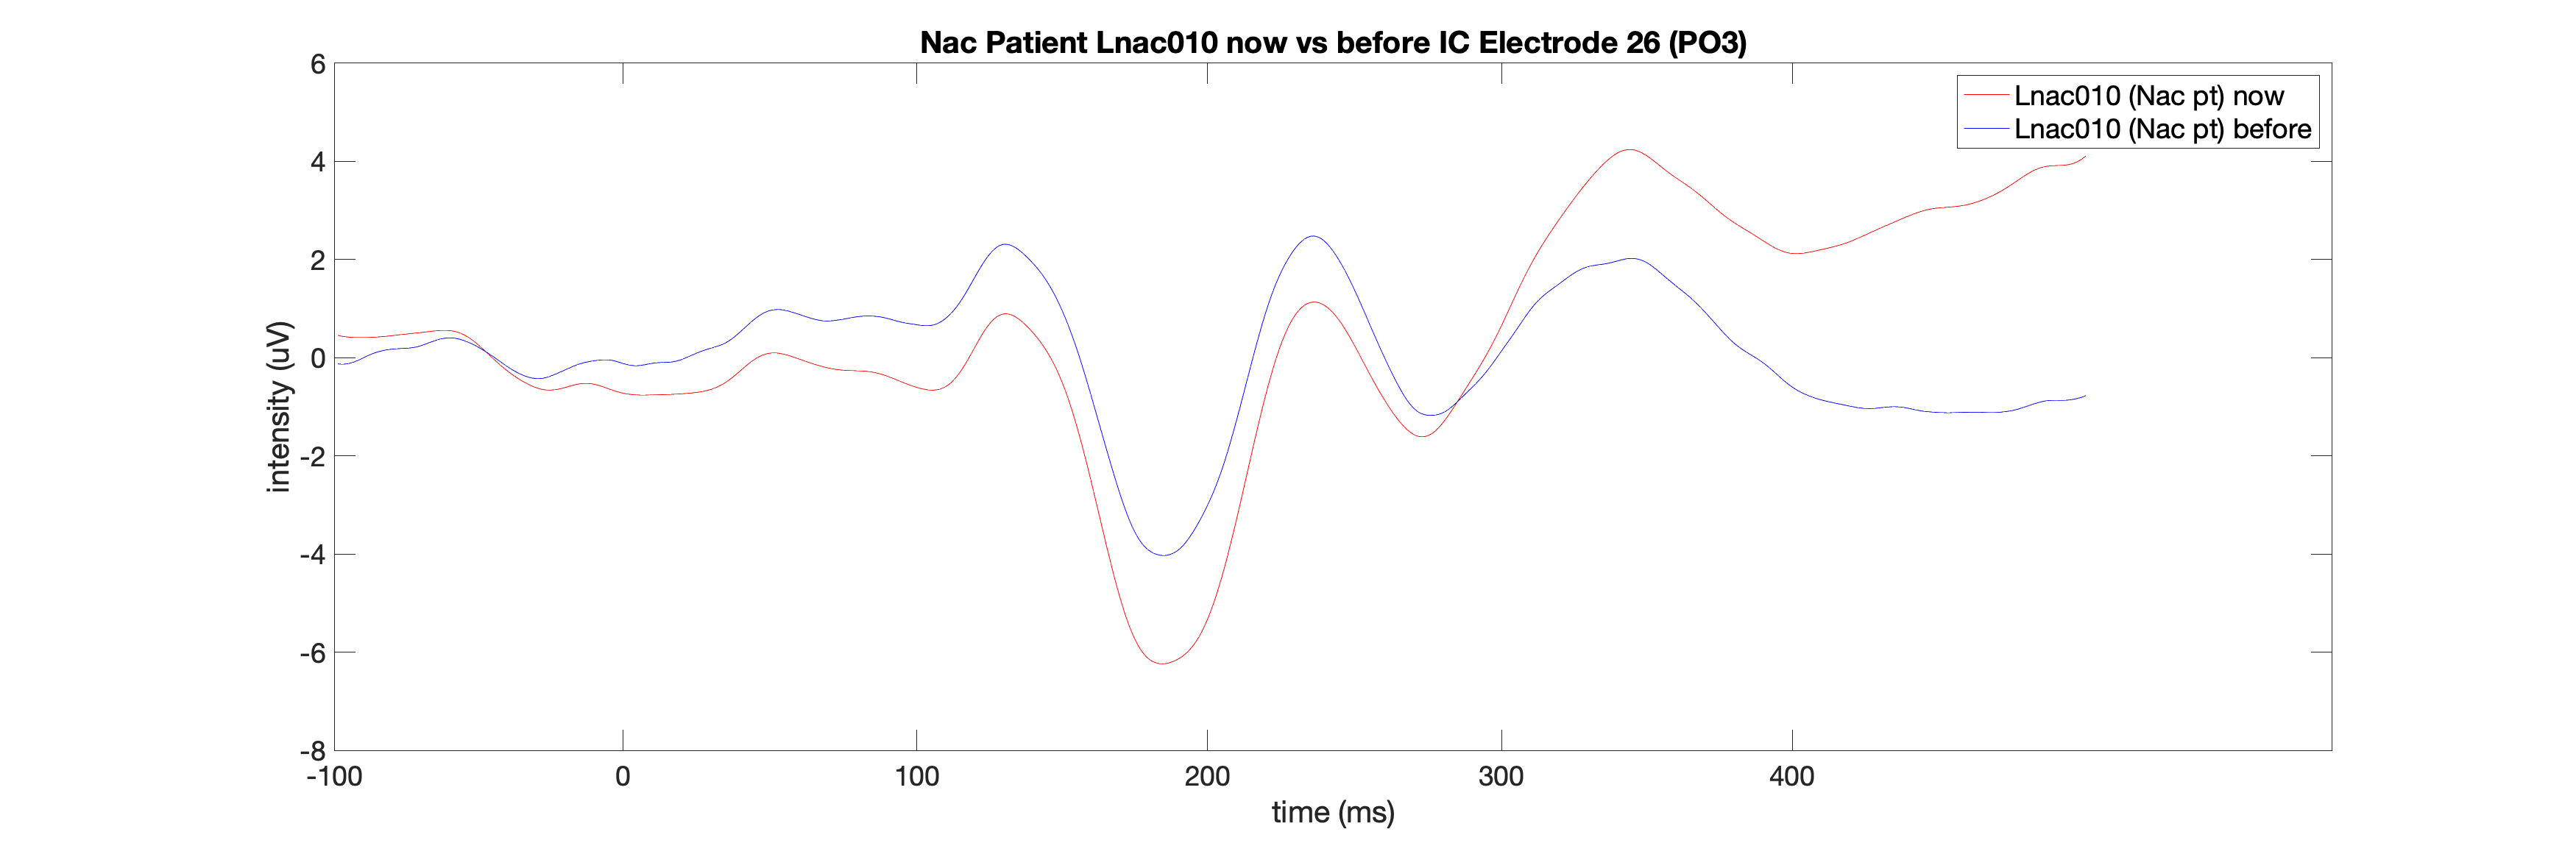 Nac Patient Lnac010 now vs before IC Electrode 26 (PO3)
Lnac010 (Nac pt) now
Lnac010 (Nac pt) before
intensity (uV)
6
4
2
0
-2
-4
-6
-8
-100 0 100 200 300 400
time (ms)